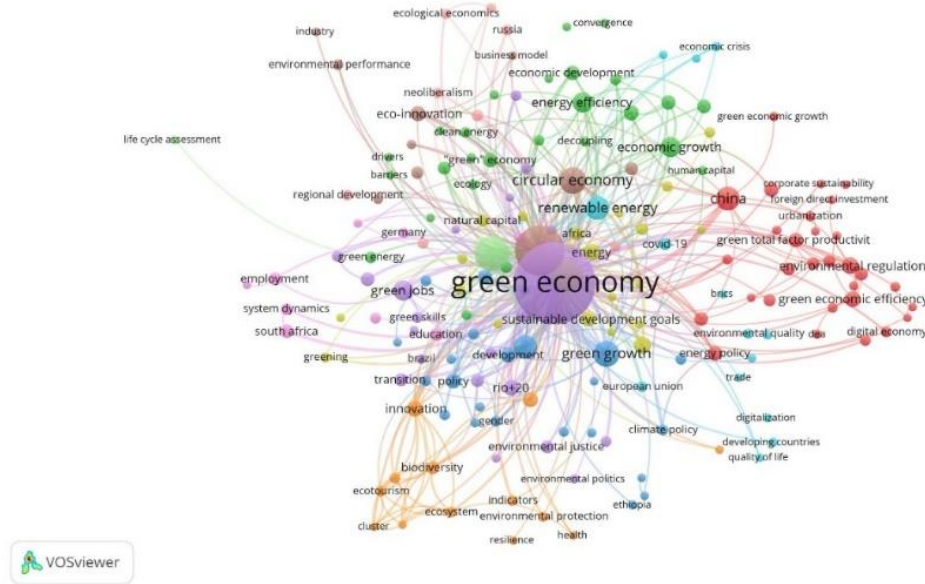 ecological economics
convergence
industry
russia
economic crisis
environmental performance
business model
economic development
neoliberalism
energy efficiency
eco-innovation
green economic growth
clean energy
life cycle assessment
decoupling
economic growth
drivers
"green" economy
human capital
barriers
ecology
circular economy
corporate sustainability
regional development
china
foreign direct investment
renewable energy
urbanization
natural capital
germany
africa
green total factor productivit
energy
covid-19
green energy
environmental regulation
employment
green economy
green jobs
brics
green economic efficiency
system dynamics
green skills
sustainable development goals
south africa
education
environmental quality
dea
digital economy
greening
development
green growth
energy policy
brazil
transition
policy
rio+20
european union
trade
innovation
gender
digitalization
climate policy
environmental justice
developing countries
biodiversity
quality of life
environmental politics
ecotourism
indicators
ethiopia
ecosystem
environmental protection
cluster
resilience
health
VOSviewer